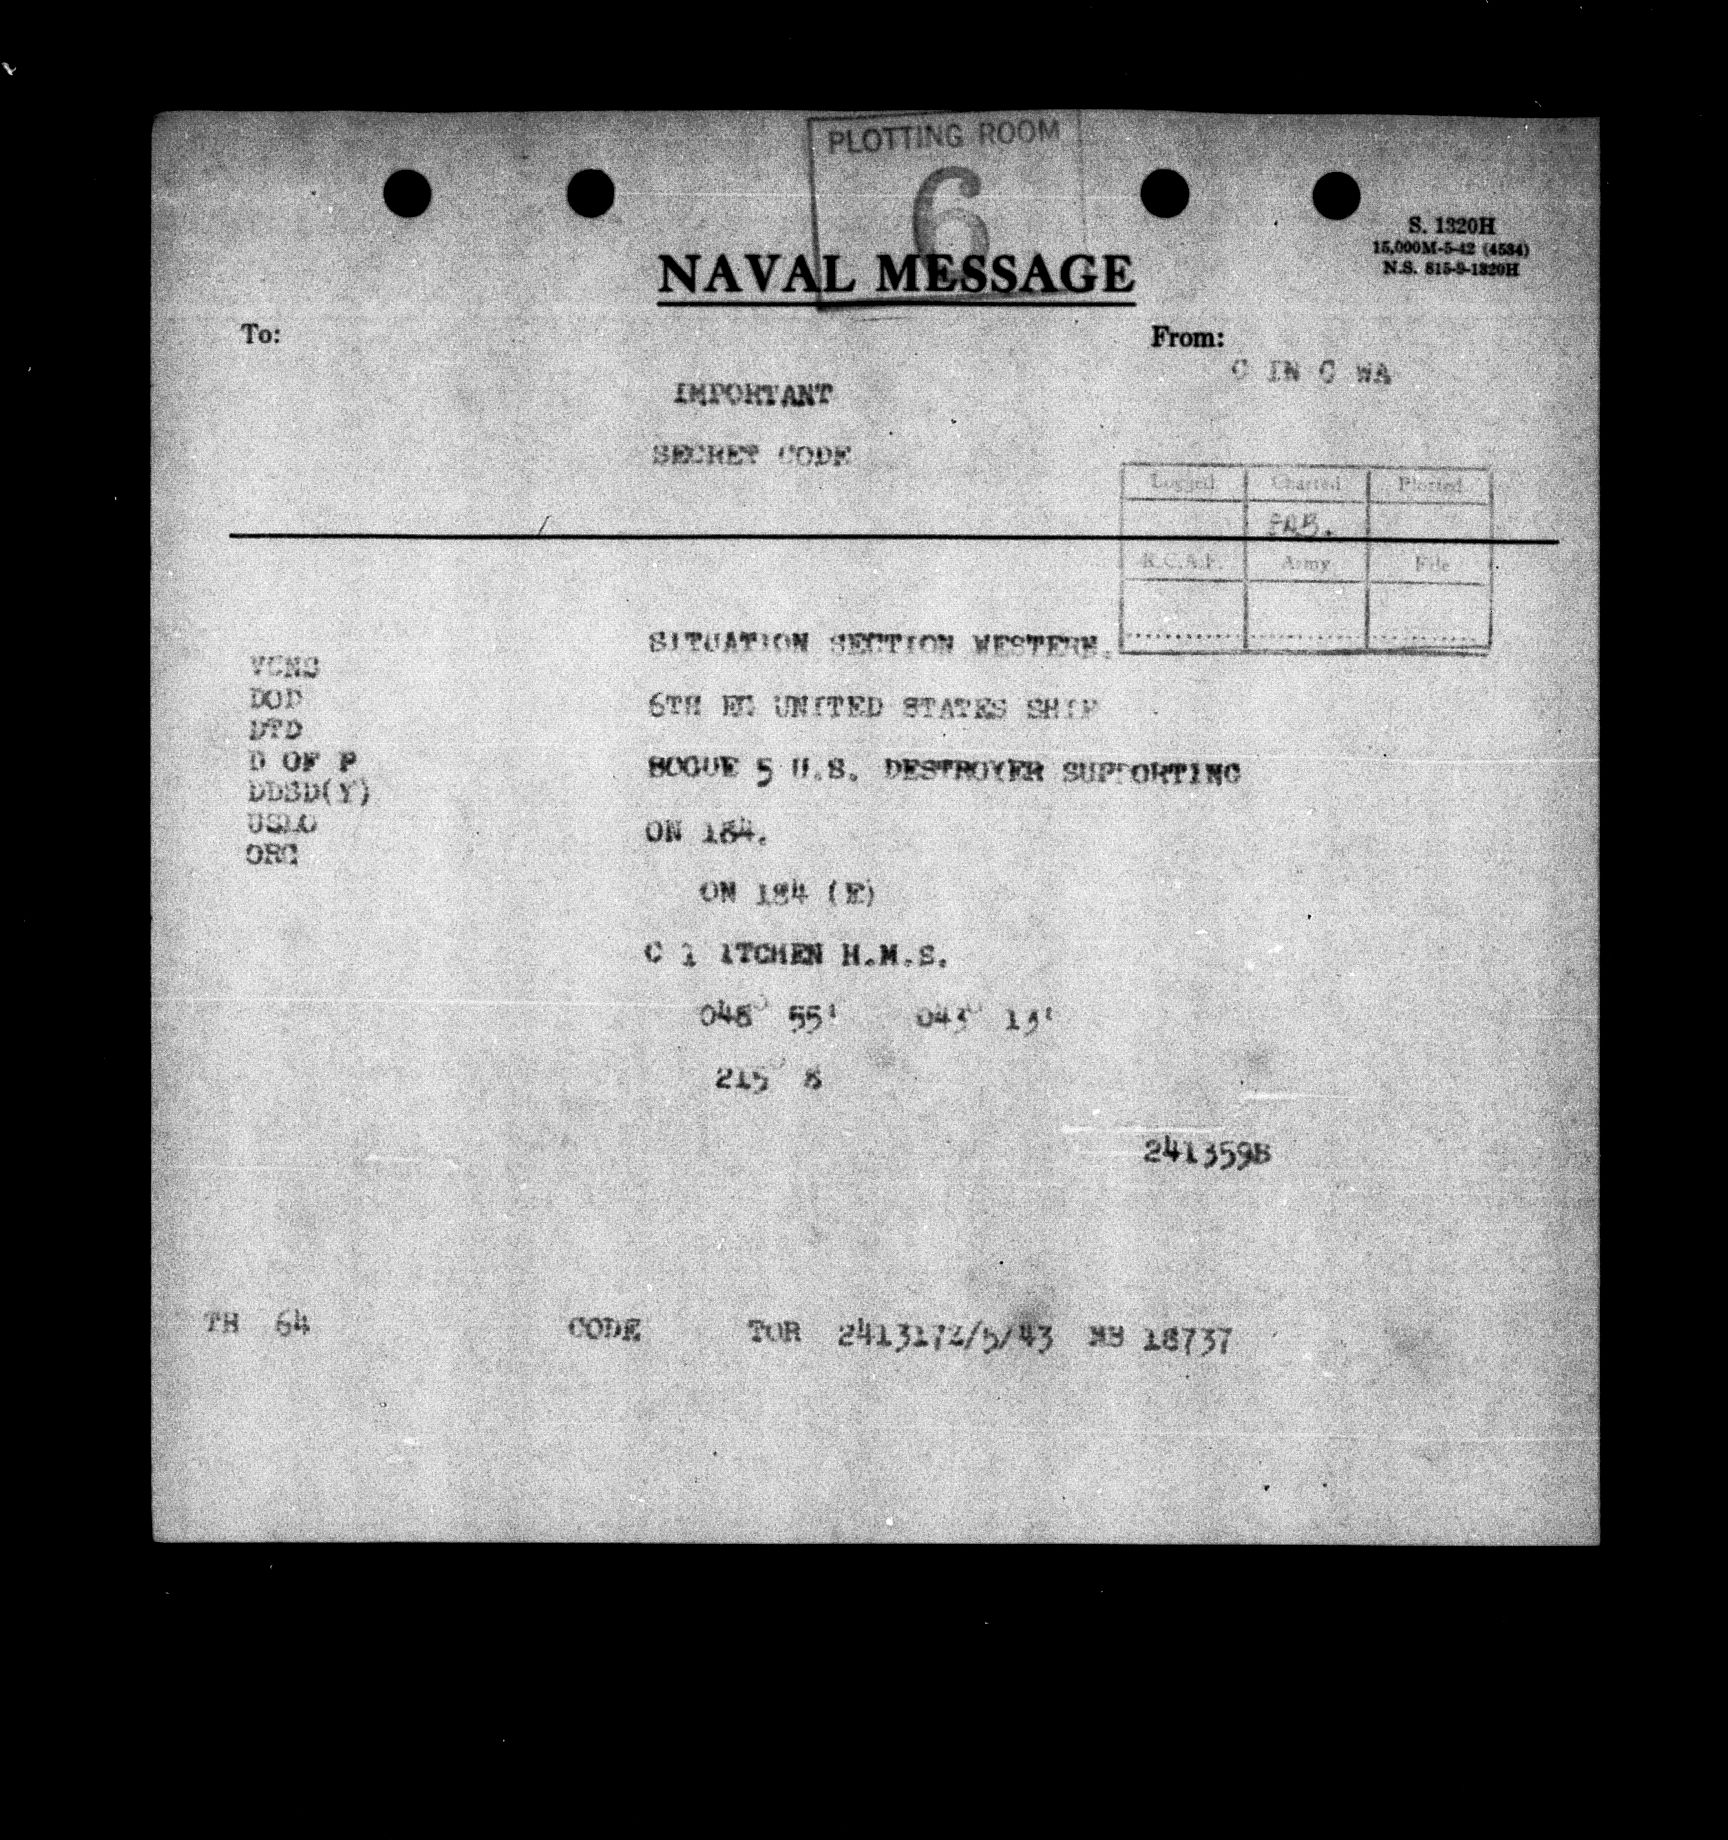 PLOTTING ROOM
6
S. 1320H
15,000M-5-42 (4534)
N.S. 815-9-1320H
NAVAL MESSAGE
To:
From:
C IN C WA
IMPORTANT
SECRET CODE
Logged Charted Plotted
R.C.A.F. Army File
SITUATION SECTION WESTERN.
VCNS
DOD
DTD
D OF P
DDSD(Y)
USLO
ORC
6TH EG UNITED STATES SHIP
BOGUE 5 U.S. DESTROYER SUPPORTING
ON 184.
ON 184 (E)
C 1 ITCHEN H.M.S.
048° 55' 043° 13'
215° 8
241359B
TH 64 CODE TOR 241317Z/5/43 18737